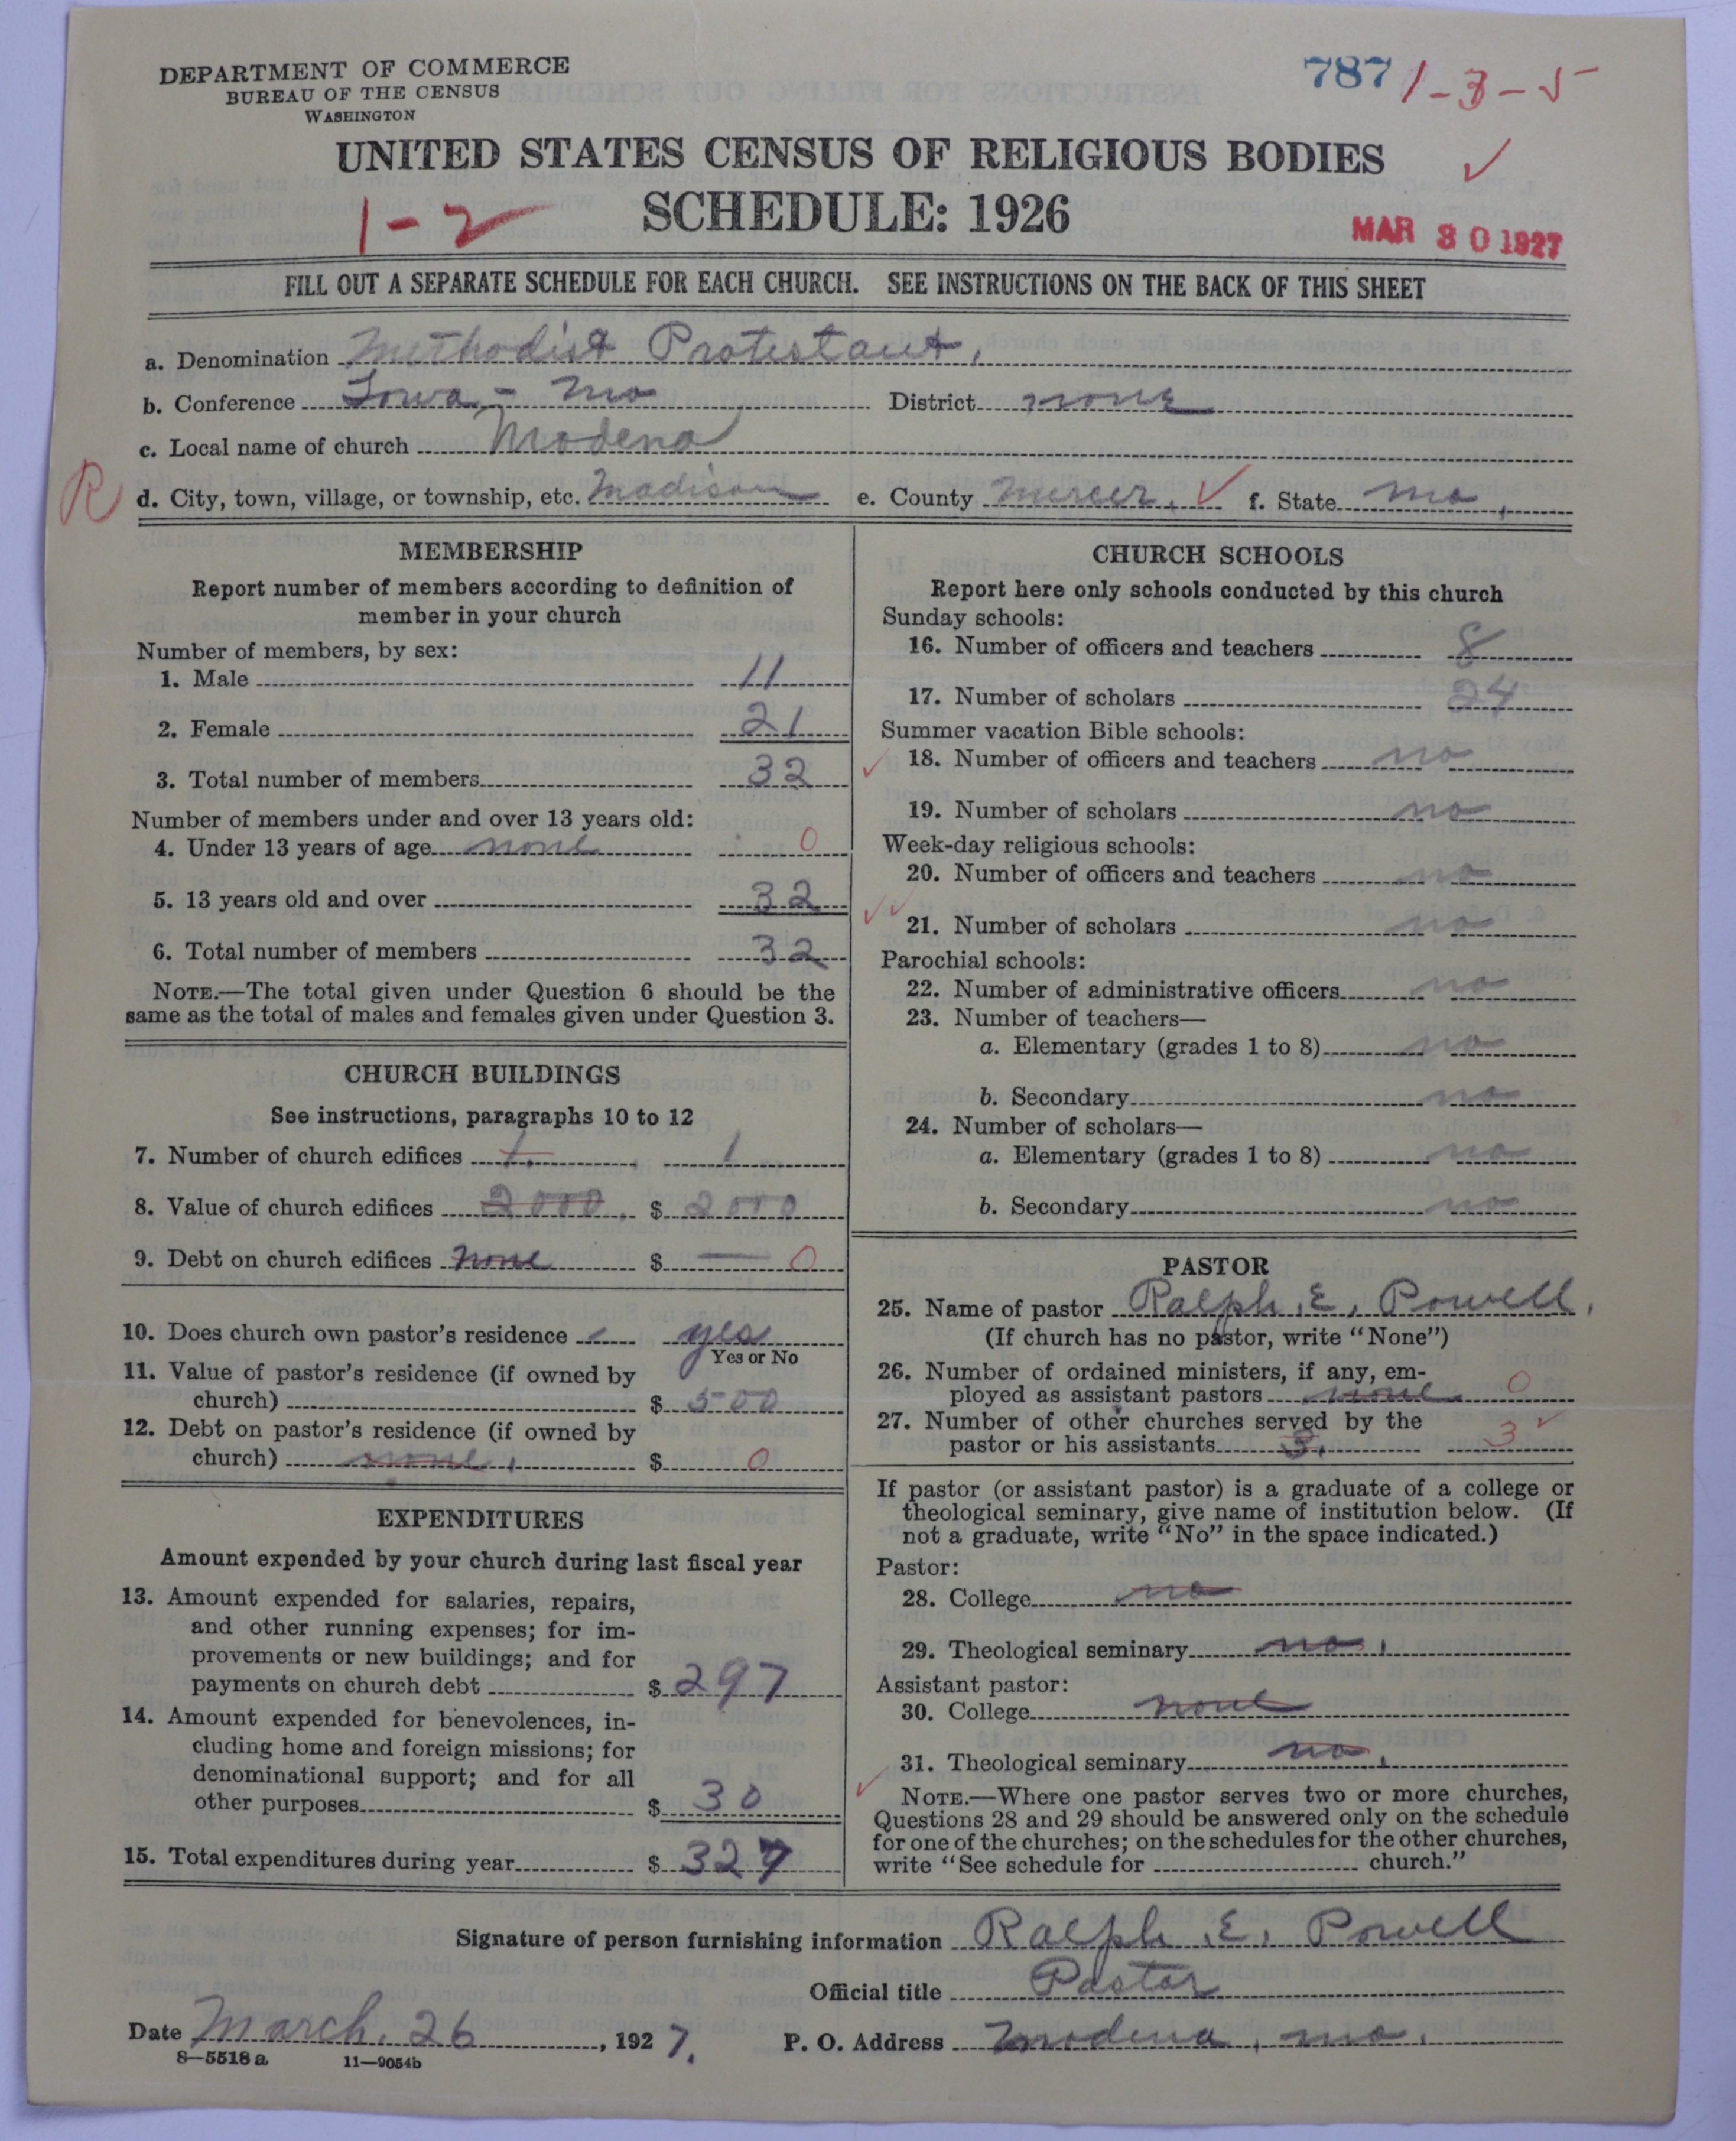 DEPARTMENT OF COMMERCE
BUREAU OF THE CENSUS
WASHINGTON
787 1-3-5
UNITED STATES CENSUS OF RELIGIOUS BODIES
SCHEDULE: 1926
1-2
MAR 30 1927
FILL OUT A SEPARATE SCHEDULE FOR EACH CHURCH. SEE INSTRUCTIONS ON THE BACK OF THIS SHEET
a. Denomination Methodist Protestant,
b. Conference Iowa - Mo District none
c. Local name of church Modena
R d. City, town, village, or township, etc. Madison e. County Mercer, ✓ f. State Mo,
MEMBERSHIP
Report number of members according to definition of
member in your church
Number of members, by sex:
1. Male 11
2. Female 21
3. Total number of members 32
Number of members under and over 13 years old:
4. Under 13 years of age none 0
5. 13 years old and over 32
6. Total number of members 32
NOTE.—The total given under Question 6 should be the
same as the total of males and females given under Question 3.
CHURCH BUILDINGS
See instructions, paragraphs 10 to 12
7. Number of church edifices 1. 1
8. Value of church edifices 2000. $ 2000
9. Debt on church edifices none $ — 0
10. Does church own pastor's residence yes
Yes or No
11. Value of pastor's residence (if owned by
church) $ 500
12. Debt on pastor's residence (if owned by
church) none. $ 0
EXPENDITURES
Amount expended by your church during last fiscal year
13. Amount expended for salaries, repairs,
and other running expenses; for im-
provements or new buildings; and for
payments on church debt $ 297
14. Amount expended for benevolences, in-
cluding home and foreign missions; for
denominational support; and for all
other purposes $ 30
15. Total expenditures during year $ 327
CHURCH SCHOOLS
Report here only schools conducted by this church
Sunday schools:
16. Number of officers and teachers 8
17. Number of scholars 24
Summer vacation Bible schools:
✓ 18. Number of officers and teachers no
19. Number of scholars no
Week-day religious schools:
20. Number of officers and teachers no
✓✓ 21. Number of scholars no
Parochial schools:
22. Number of administrative officers no
23. Number of teachers—
a. Elementary (grades 1 to 8) no
b. Secondary no
24. Number of scholars—
a. Elementary (grades 1 to 8) no
b. Secondary no
PASTOR
25. Name of pastor Ralph. E. Powell.
(If church has no pastor, write "None")
26. Number of ordained ministers, if any, em-
ployed as assistant pastors none. 0
27. Number of other churches served by the
pastor or his assistants 3. 3 ✓
If pastor (or assistant pastor) is a graduate of a college or
theological seminary, give name of institution below. (If
not a graduate, write "No" in the space indicated.)
Pastor:
28. College no
29. Theological seminary no.
Assistant pastor:
30. College none
31. Theological seminary no.
✓ NOTE.—Where one pastor serves two or more churches,
Questions 28 and 29 should be answered only on the schedule
for one of the churches; on the schedules for the other churches,
write "See schedule for church."
Signature of person furnishing information Ralph. E. Powell
Official title Pastor
Date March. 26, 1927. P. O. Address Modena, Mo.
8—5518 a 11—9054b